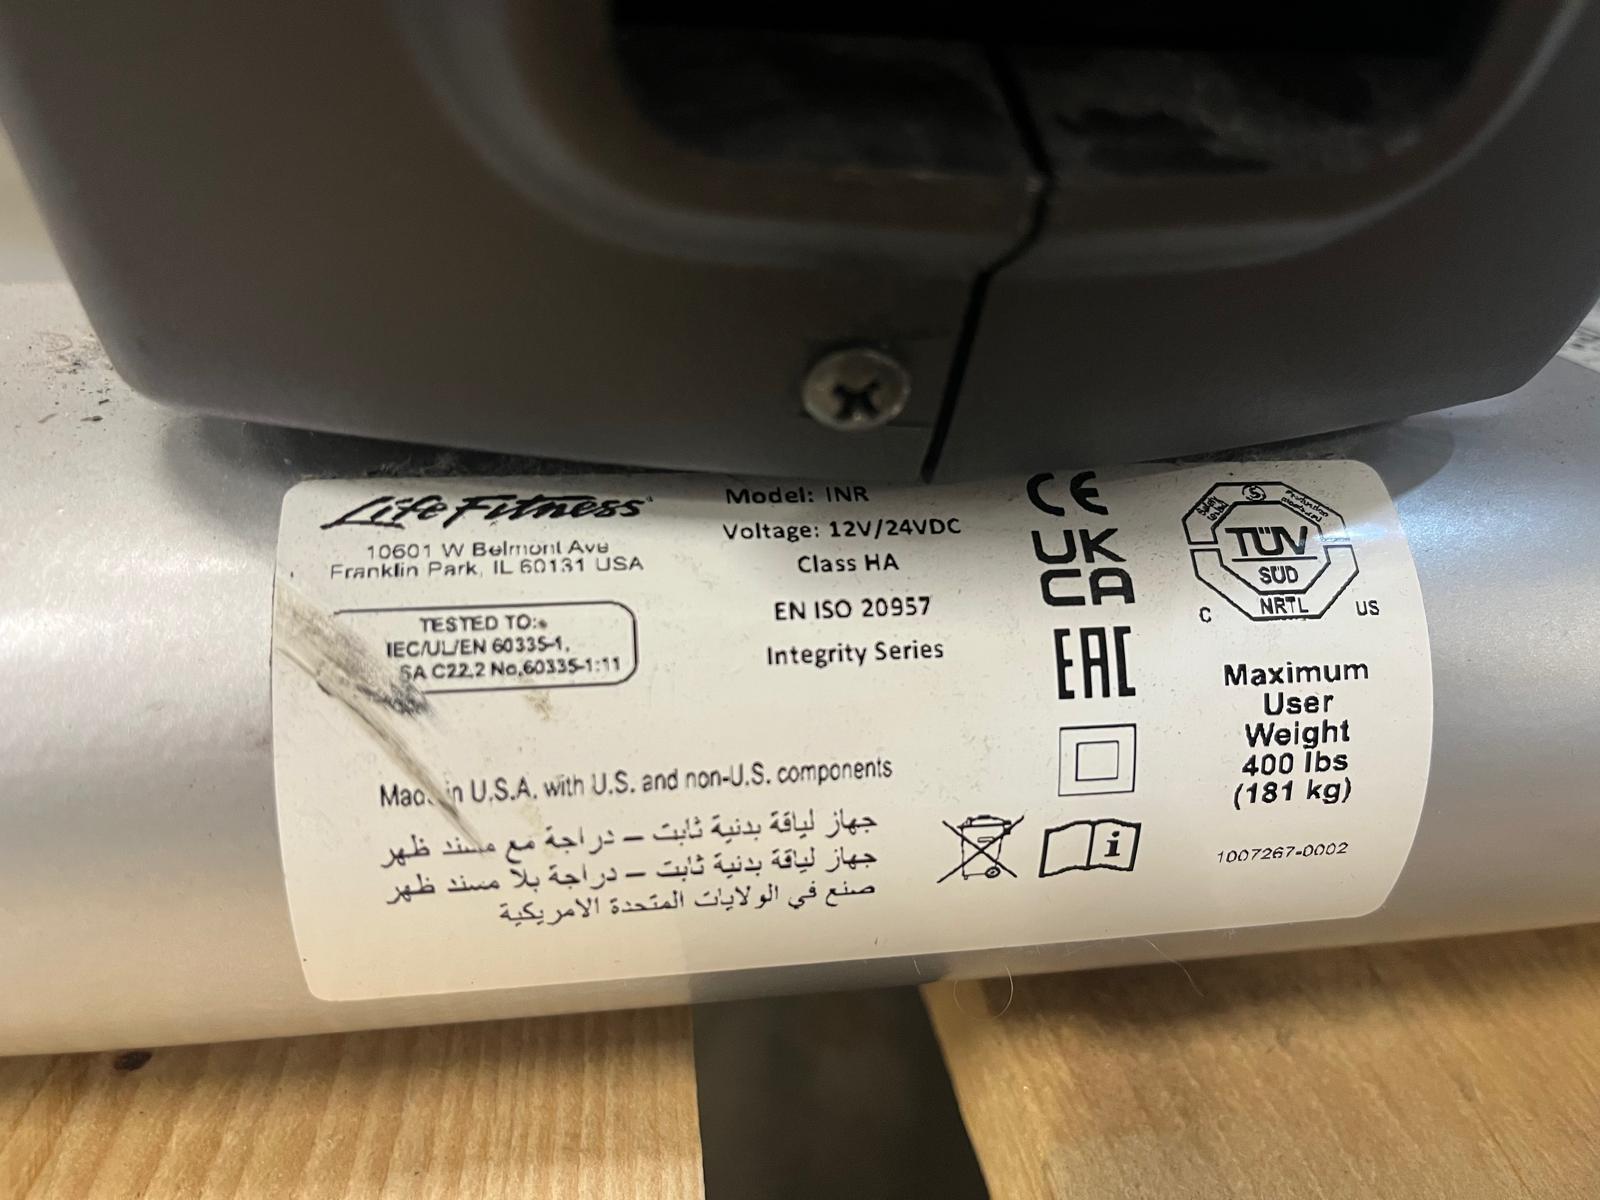 Life Fitness
10601 W Belmont Ave
Franklin Park, IL 60131 USA
TESTED TO:
IEC/UL/EN 60335-1,
SA C22.2 No.60335-1:11
Model: INR
Voltage: 12V/24VDC
Class HA
EN ISO 20957
Integrity Series
Made in U.S.A. with U.S. and non-U.S. components
جهاز لياقة بدنية ثابت – دراجة مع مسند ظهر
جهاز لياقة بدنية ثابت – دراجة بلا مسند ظهر
صنع في الولايات المتحدة الامريكية
CE
UK
CA
EAC
i
S
TÜV
SÜD
NRTL
C US
Maximum
User
Weight
400 lbs
(181 kg)
1007267-0002